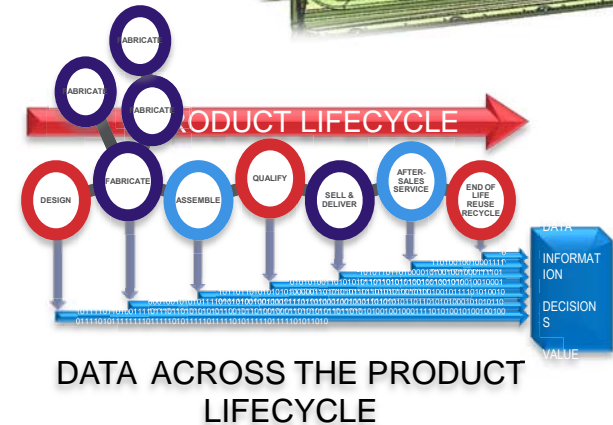 FABRICATE
FABRICATE
FABRICATE
PRODUCT LIFECYCLE
DESIGN
FABRICATE
ASSEMBLE
QUALIFY
SELL &
DELIVER
AFTER-
SALES
SERVICE
END OF
LIFE
REUSE
RECYCLE
DATA
INFORMAT
ION
DECISION
S
VALUE
DATA ACROSS THE PRODUCT
LIFECYCLE